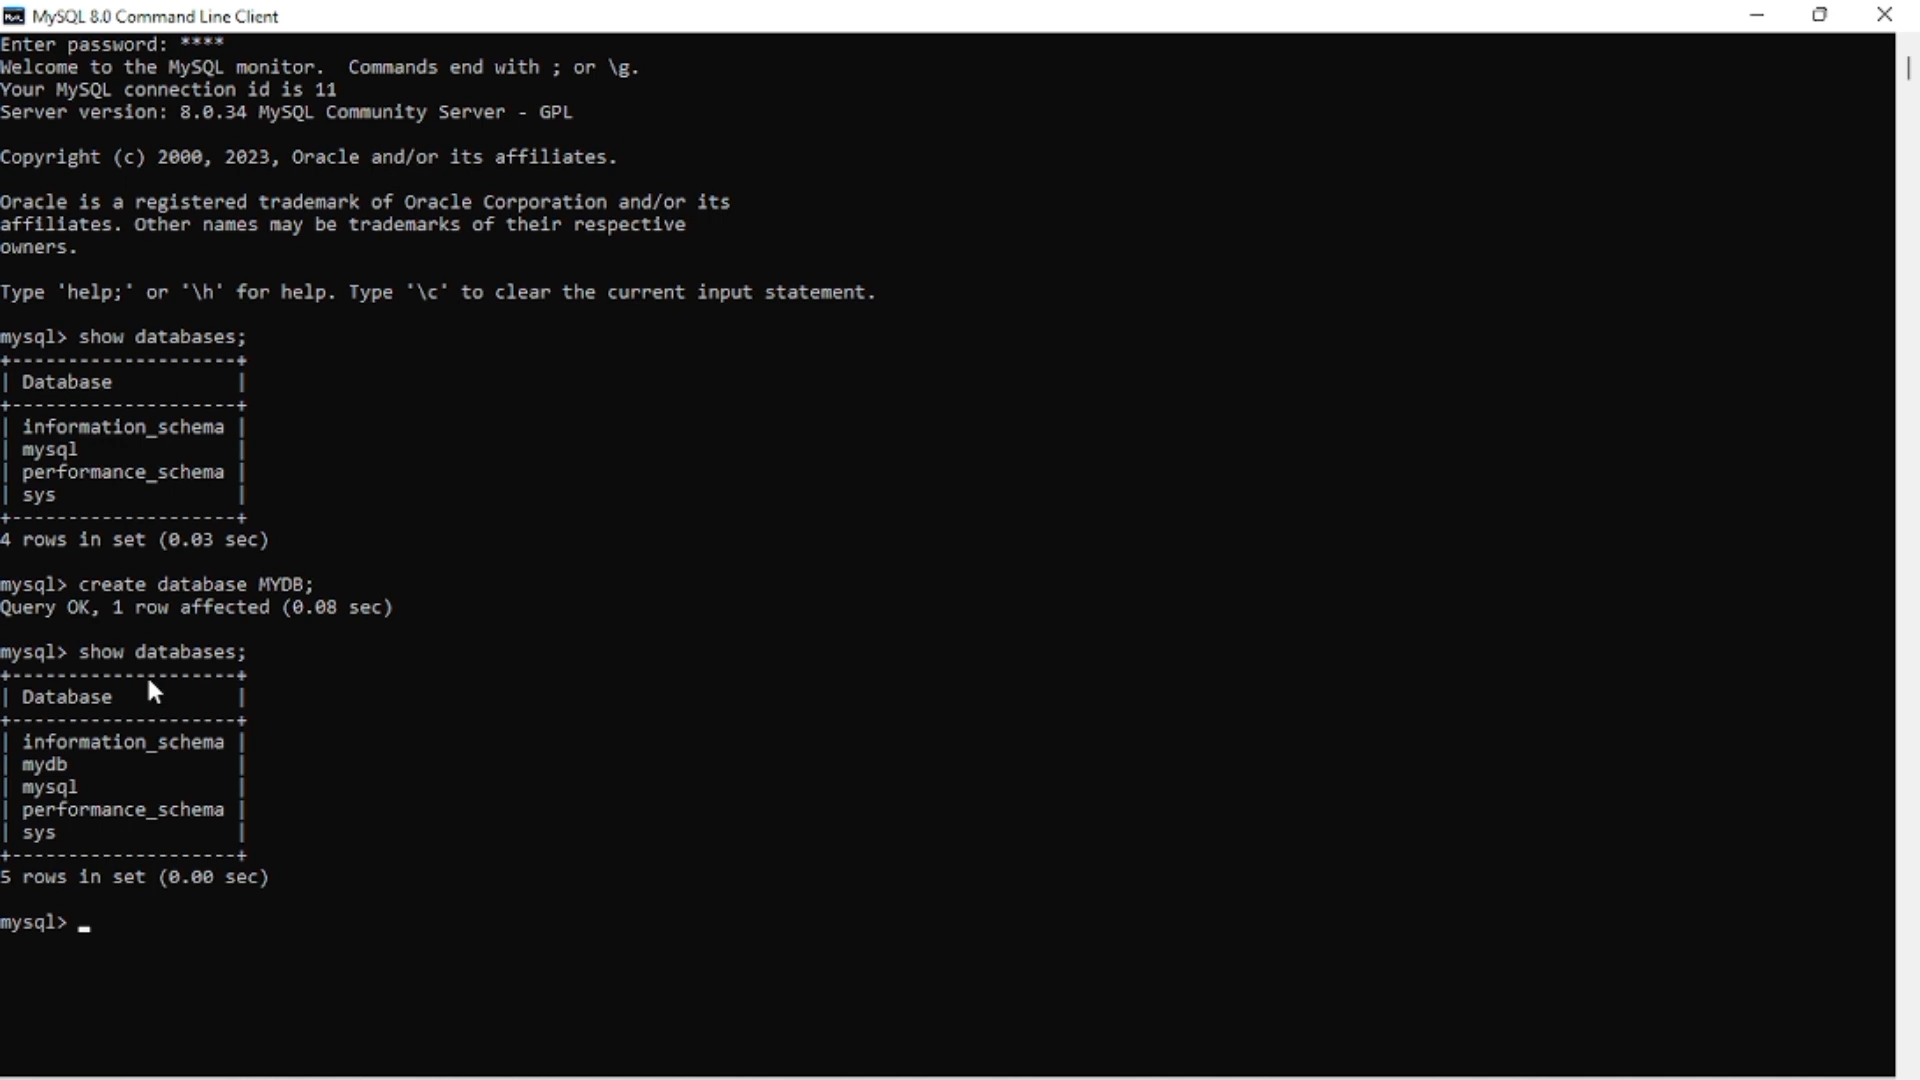 MySQL 8.0 Command Line Client
Enter password: ****
Welcome to the MySQL monitor.  Commands end with ; or \g.
Your MySQL connection id is 11
Server version: 8.0.34 MySQL Community Server - GPL
Copyright (c) 2000, 2023, Oracle and/or its affiliates.
Oracle is a registered trademark of Oracle Corporation and/or its
affiliates. Other names may be trademarks of their respective
owners.
Type 'help;' or '\h' for help. Type '\c' to clear the current input statement.
mysql> show databases;
+--------------------+
| Database           |
+--------------------+
| information_schema |
| mysql              |
| performance_schema |
| sys                |
+--------------------+
4 rows in set (0.03 sec)
mysql> create database MYDB;
Query OK, 1 row affected (0.08 sec)
mysql> show databases;
+--------------------+
| Database           |
+--------------------+
| information_schema |
| mydb               |
| mysql              |
| performance_schema |
| sys                |
+--------------------+
5 rows in set (0.00 sec)
mysql> _